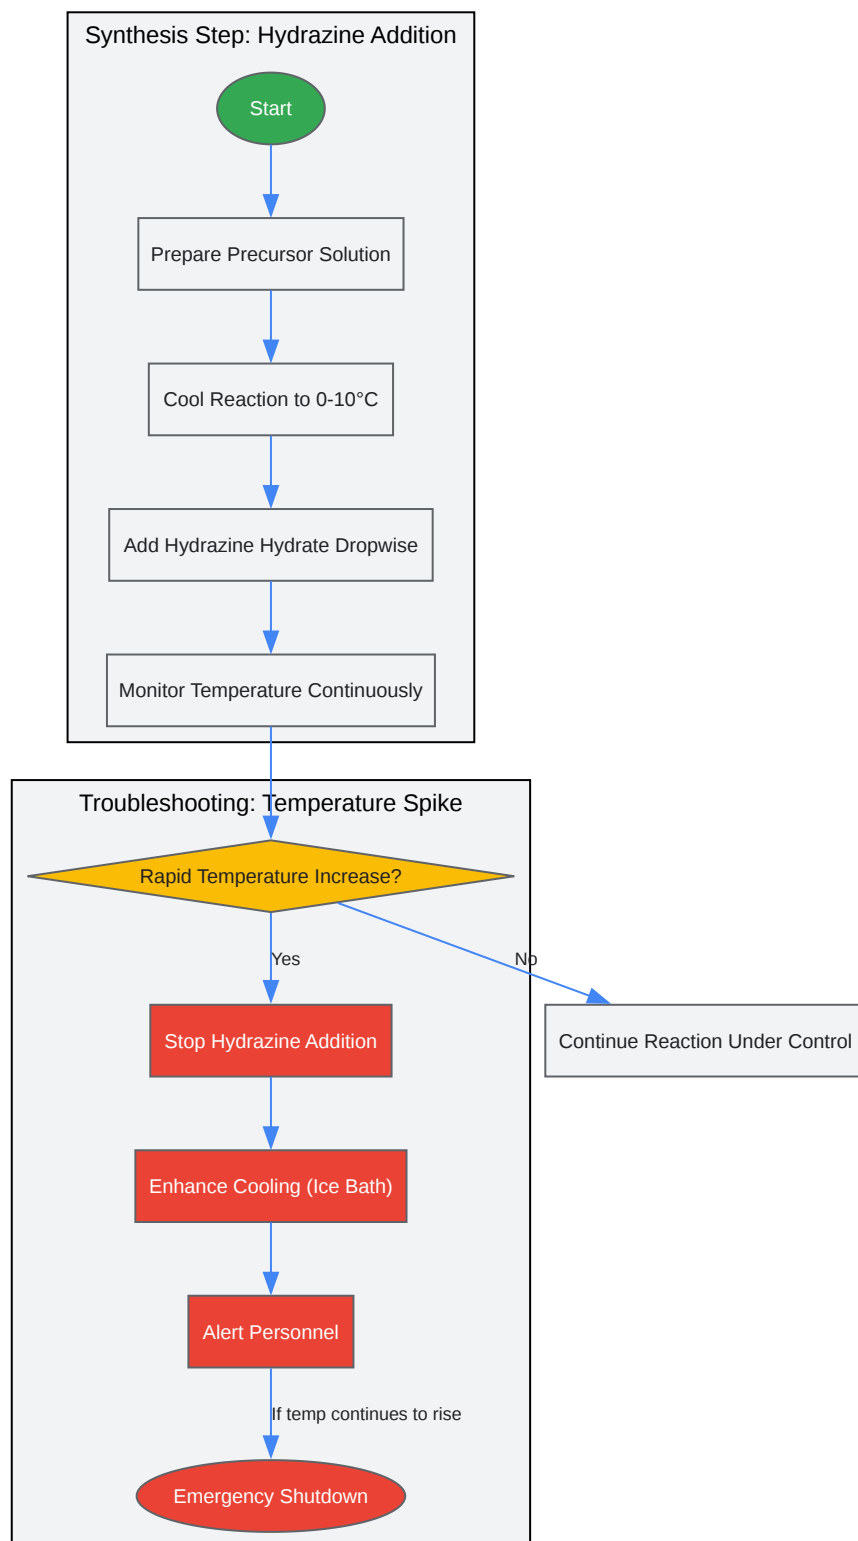 Synthesis Step: Hydrazine Addition
Start
Prepare Precursor Solution
Cool Reaction to 0-10°C
Add Hydrazine Hydrate Dropwise
Monitor Temperature Continuously
Troubleshooting: Temperature Spike
Rapid Temperature Increase?
Yes
No
Stop Hydrazine Addition
Continue Reaction Under Control
Enhance Cooling (Ice Bath)
Alert Personnel
If temp continues to rise
Emergency Shutdown